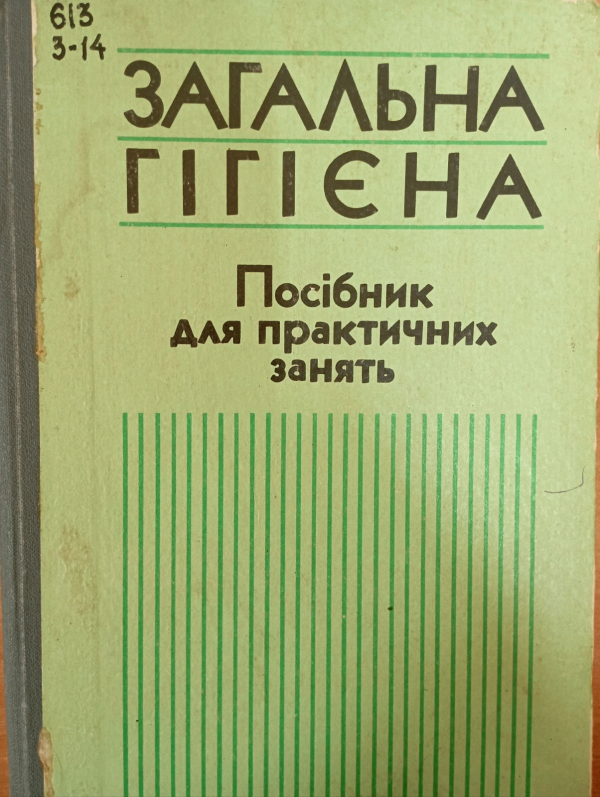 613
З-14
ЗАГАЛЬНА
ГІГІЄНА
Посібник
для практичних
занять